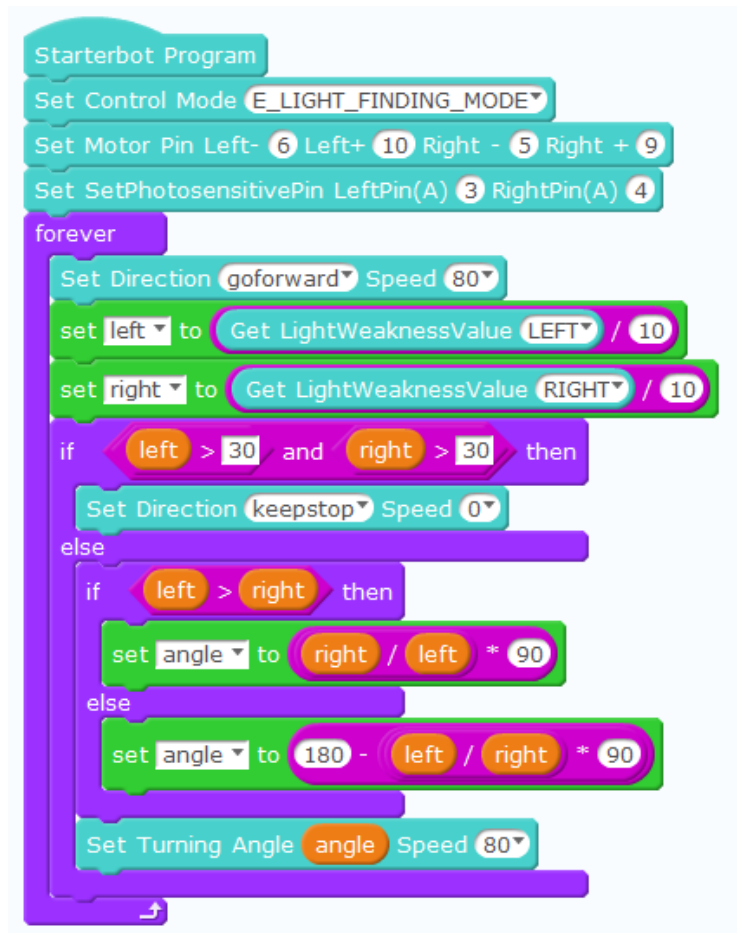 Starterbot Program
Set Control Mode E_LIGHT_FINDING_MODE
Set Motor Pin Left- 6 Left+ 10 Right - 5 Right + 9
Set SetPhotosensitivePin LeftPin(A) 3 RightPin(A) 4
forever
Set Direction goforward Speed 80
set left to Get LightWeaknessValue LEFT / 10
set right to Get LightWeaknessValue RIGHT / 10
if left > 30 and right > 30 then
Set Direction keepstop Speed 0
else
if left > right then
set angle to right / left * 90
else
set angle to 180 - left / right * 90
Set Turning Angle angle Speed 80